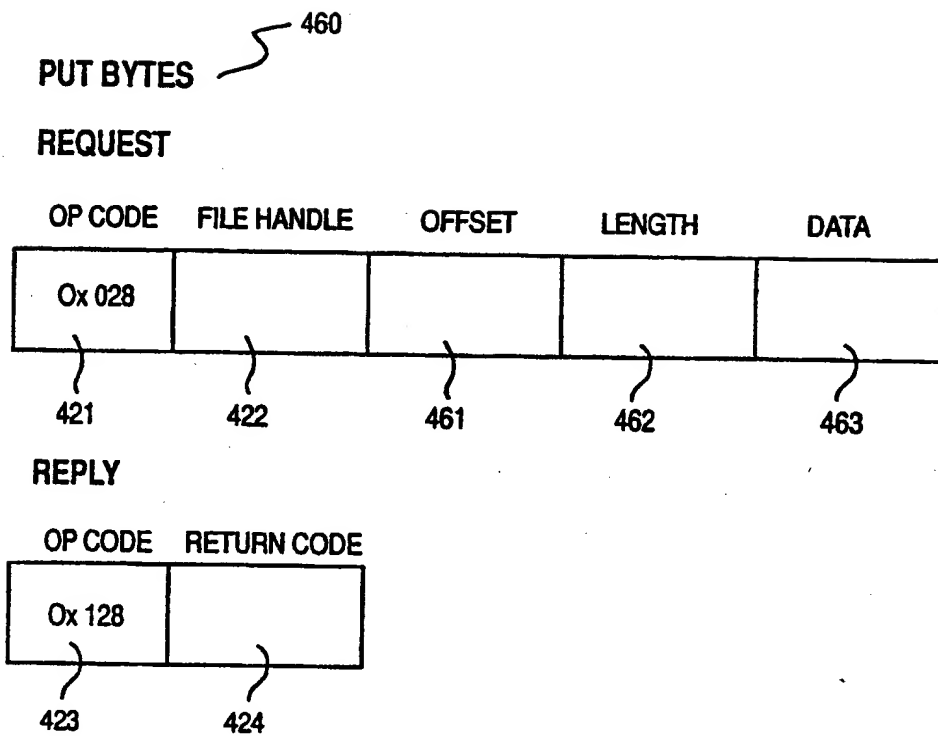 460
PUT BYTES
REQUEST
OP CODE FILE HANDLE OFFSET LENGTH DATA
Ox 028
421 422 461 462 463
REPLY
OP CODE RETURN CODE
Ox 128
423 424